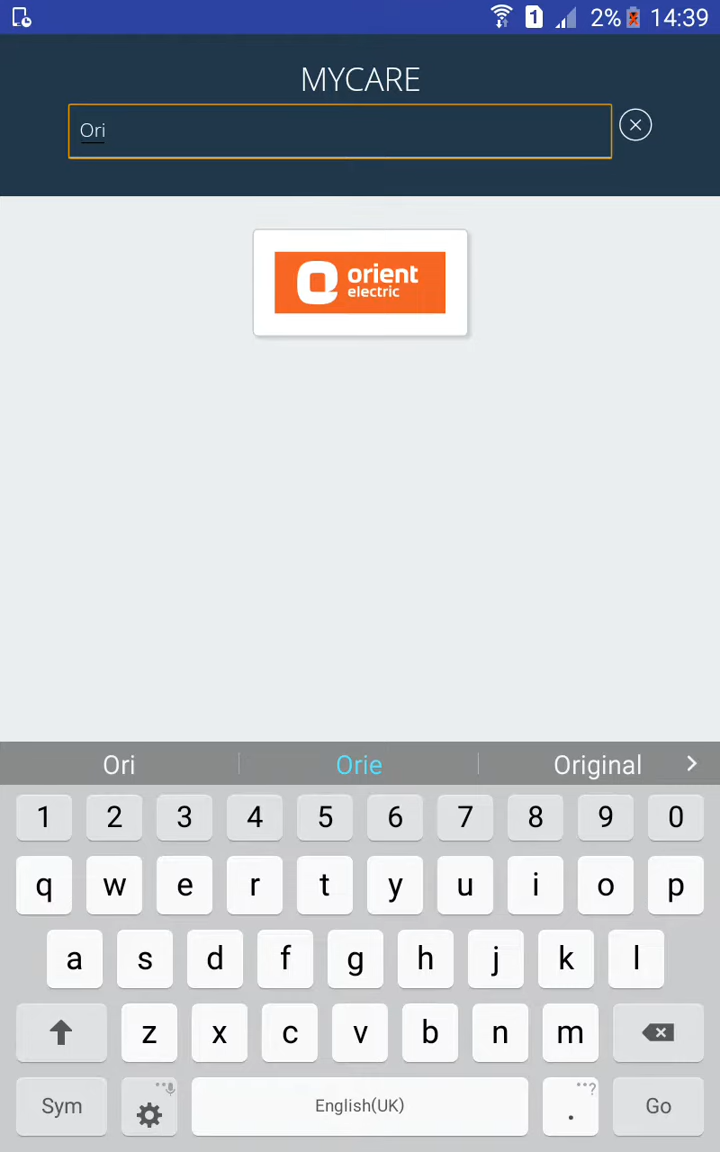 1 2% 14:39
MYCARE
Ori
orient
electric
Ori Orie Original
1 2 3 4 5 6 7 8 9 0
q w e r t y u i o p
a s d f g h j k l
z x c v b n m
Sym English(UK) . ? Go